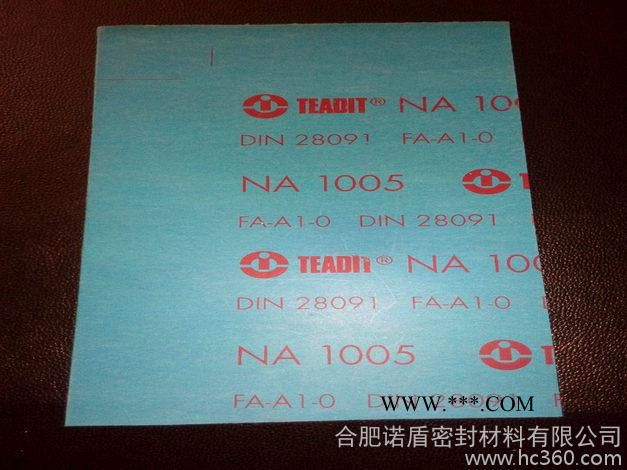 TEADIT® NA 100
DIN 28091 FA-A1-0
NA 1005 T
FA-A1-0 DIN 28091 F
TEADIT® NA 100
DIN 28091 FA-A1-0 D
NA 1005 T
FA-A1-0 DIN 28091
WWW.***.COM
合肥诺盾密封材料有限公司
www.hc360.com